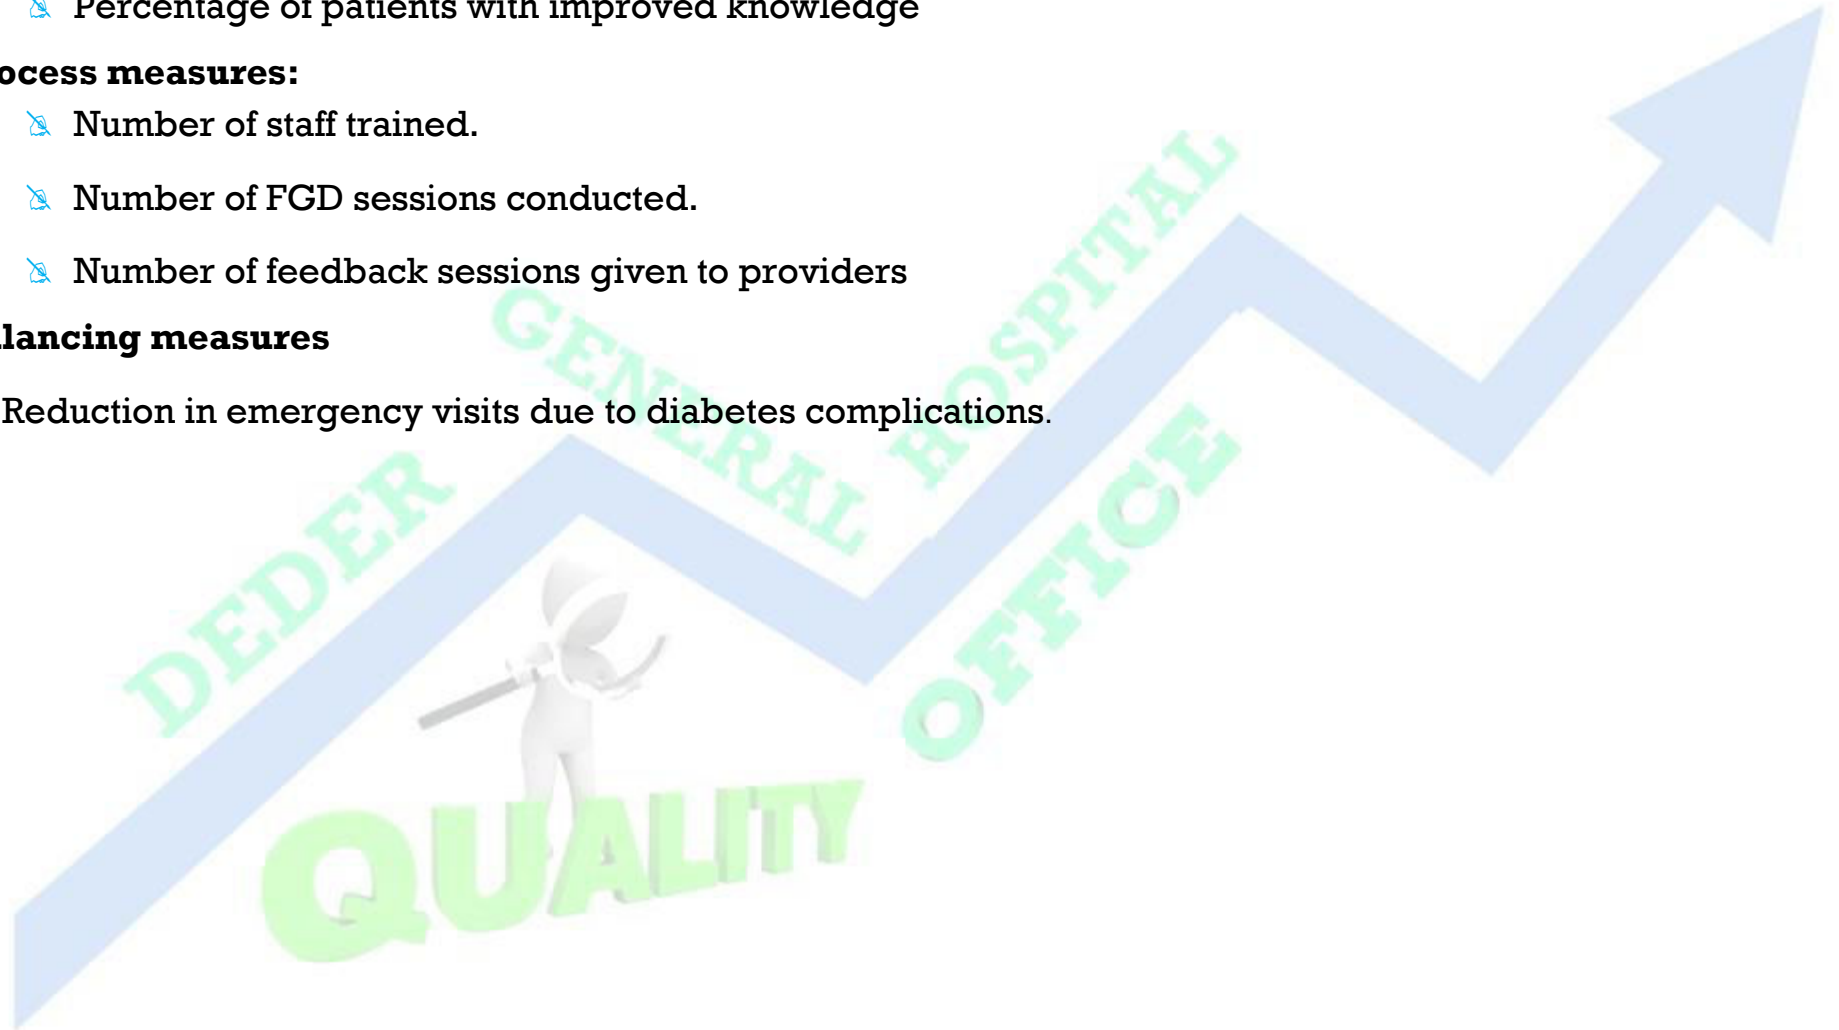 Percentage of patients with improved knowledge
ocess measures:
Number of staff trained.
Number of FGD sessions conducted.
Number of feedback sessions given to providers
lancing measures
Reduction in emergency visits due to diabetes complications.
DEDER
GENERAL
HOSPITAL
QUALITY
OFFICE